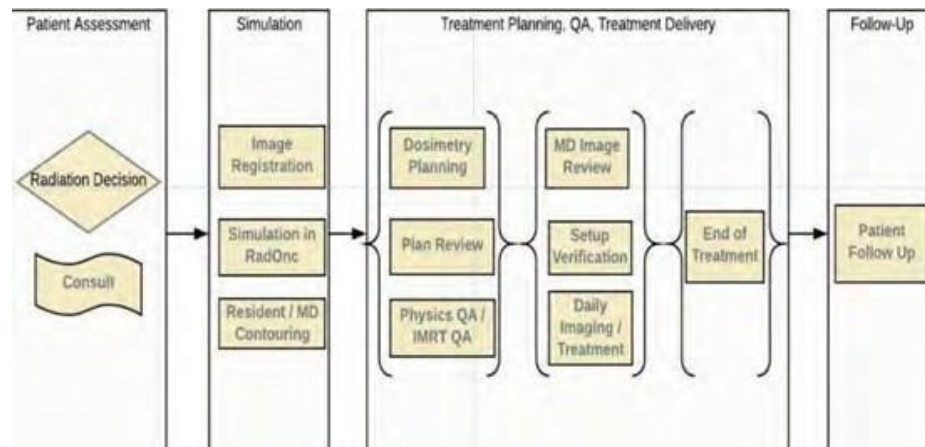 Patient Assessment
Simulation
Treatment Planning, QA, Treatment Delivery
Follow-Up
Radiation Decision
Consult
Image
Registration
Simulation in
RadOnc
Resident / MD
Contouring
Dosimetry
Planning
Plan Review
Physics QA /
IMRT QA
MD Image
Review
Setup
Verification
Daily
Imaging /
Treatment
End of
Treatment
Patient
Follow Up